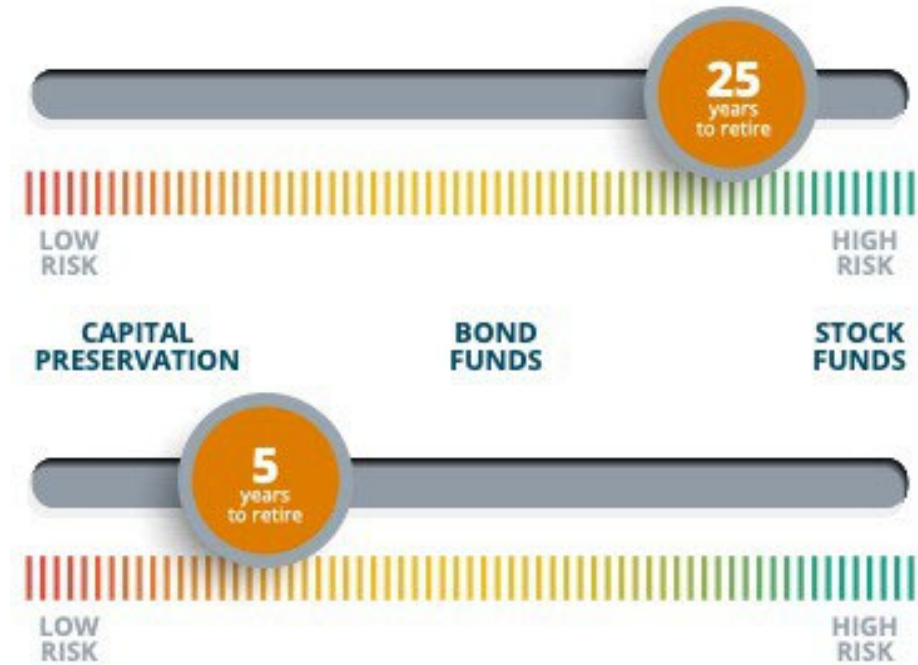 25
years
to retire
LOW
RISK
HIGH
RISK
CAPITAL
PRESERVATION
BOND
FUNDS
STOCK
FUNDS
5
years
to retire
LOW
RISK
HIGH
RISK